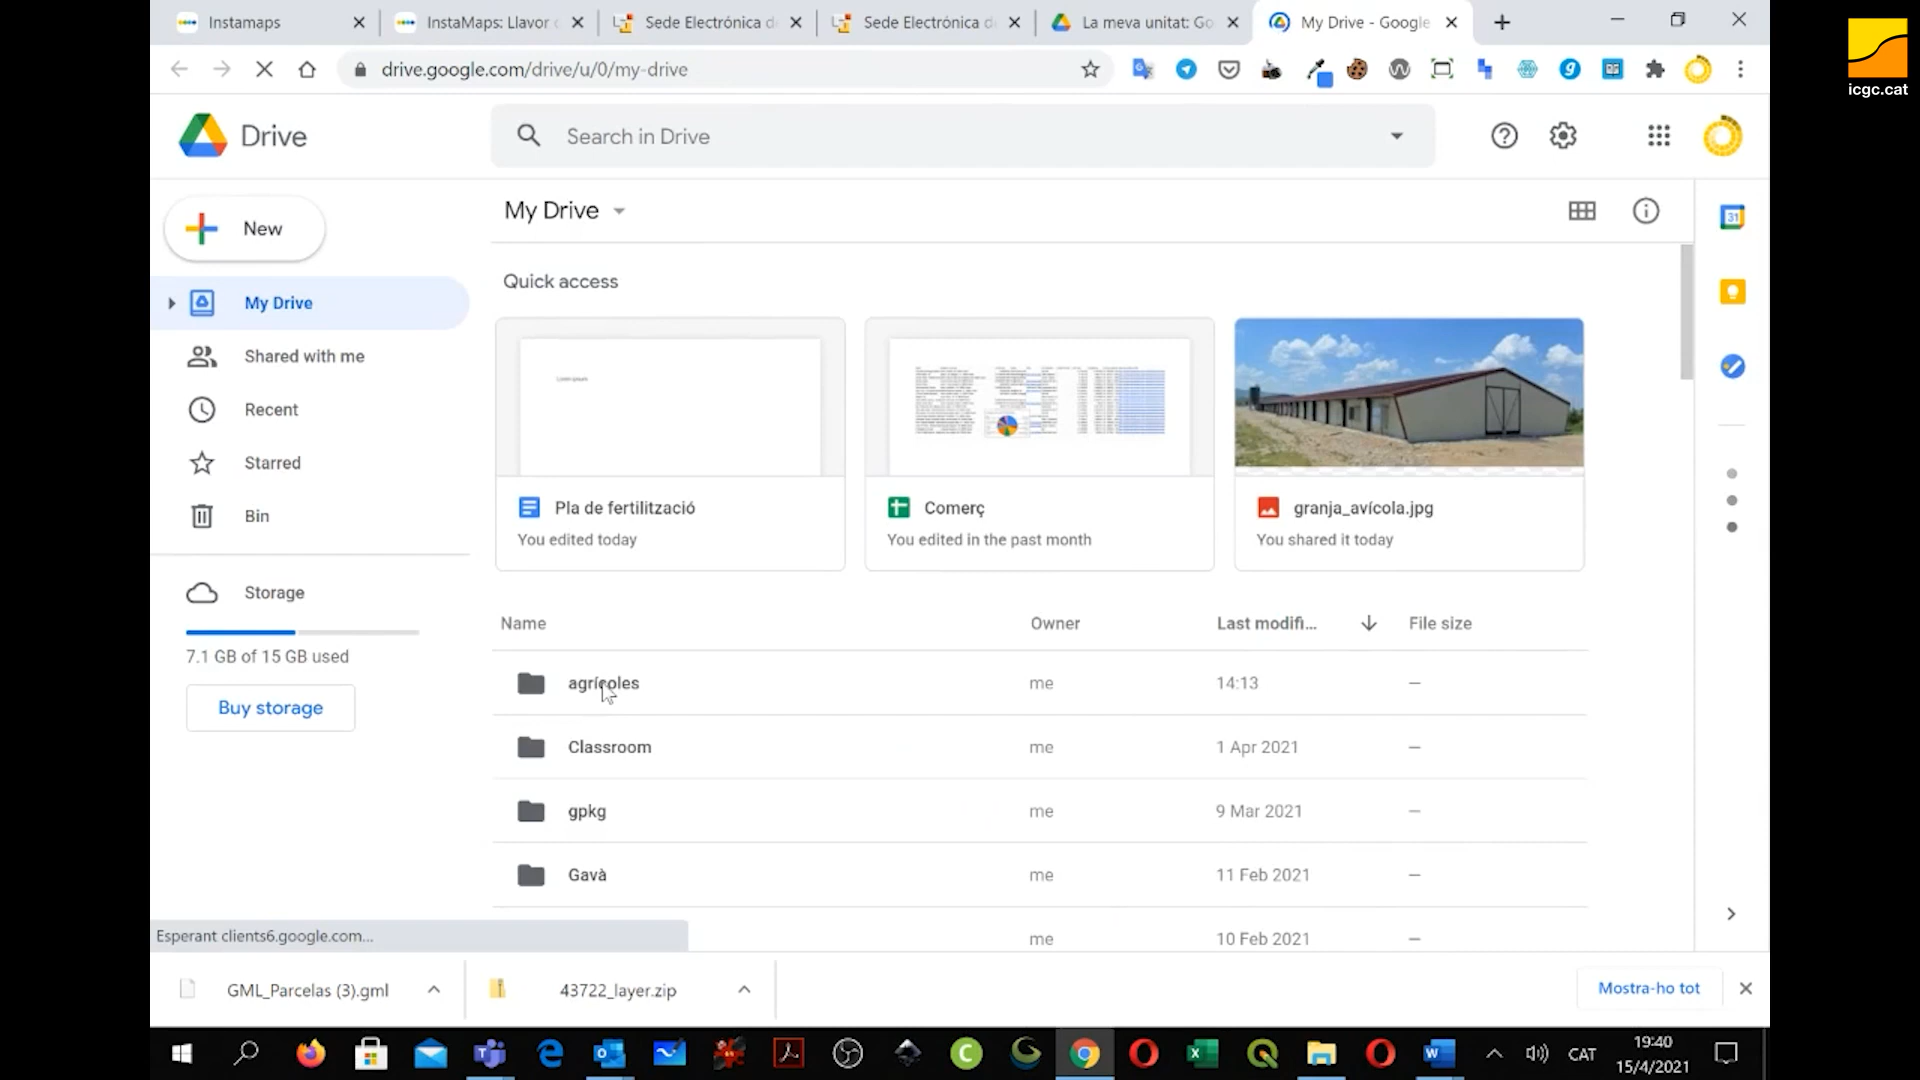 Instamaps
InstaMaps: Llavor
Sede Electrónica d
Sede Electrónica d
La meva unitat: Go
My Drive - Google
drive.google.com/drive/u/0/my-drive
icgc.cat
Drive
Search in Drive
New
My Drive
My Drive
Shared with me
Recent
Starred
Bin
Storage
7.1 GB of 15 GB used
Buy storage
Quick access
Pla de fertilització
You edited today
Comerç
You edited in the past month
granja_avícola.jpg
You shared it today
Name Owner Last modifi... File size
agrícoles me 14:13 –
Classroom me 1 Apr 2021 –
gpkg me 9 Mar 2021 –
Gavà me 11 Feb 2021 –
me 10 Feb 2021 –
31
Esperant clients6.google.com...
GML_Parcelas (3).gml
43722_layer.zip
Mostra-ho tot
CAT
19:40
15/4/2021